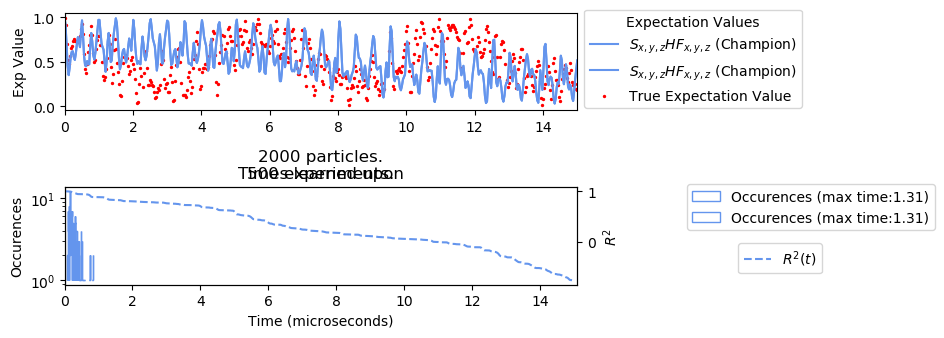 Exp Value
1.0
0.5
0.0
0 2 4 6 8 10 12 14
Expectation Values
S_{x,y,z}HF_{x,y,z} (Champion)
S_{x,y,z}HF_{x,y,z} (Champion)
True Expectation Value
2000 particles.
500 experiments.
Times learned upon
Occurences
10^1
10^0
1
0
R^2
0 2 4 6 8 10 12 14
Time (microseconds)
Occurences (max time:1.31)
Occurences (max time:1.31)
R^2(t)